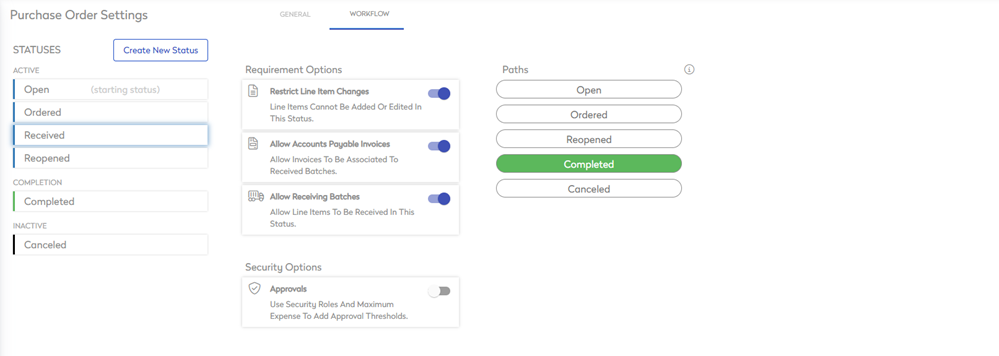 Purchase Order Settings
GENERAL
WORKFLOW
STATUSES
Create New Status
ACTIVE
Open (starting status)
Ordered
Received
Reopened
COMPLETION
Completed
INACTIVE
Canceled
Requirement Options
Restrict Line Item Changes
Line Items Cannot Be Added Or Edited In
This Status.
Allow Accounts Payable Invoices
Allow Invoices To Be Associated To
Received Batches.
Allow Receiving Batches
Allow Line Items To Be Received In This
Status.
Security Options
Approvals
Use Security Roles And Maximum
Expense To Add Approval Thresholds.
Paths
Open
Ordered
Reopened
Completed
Canceled